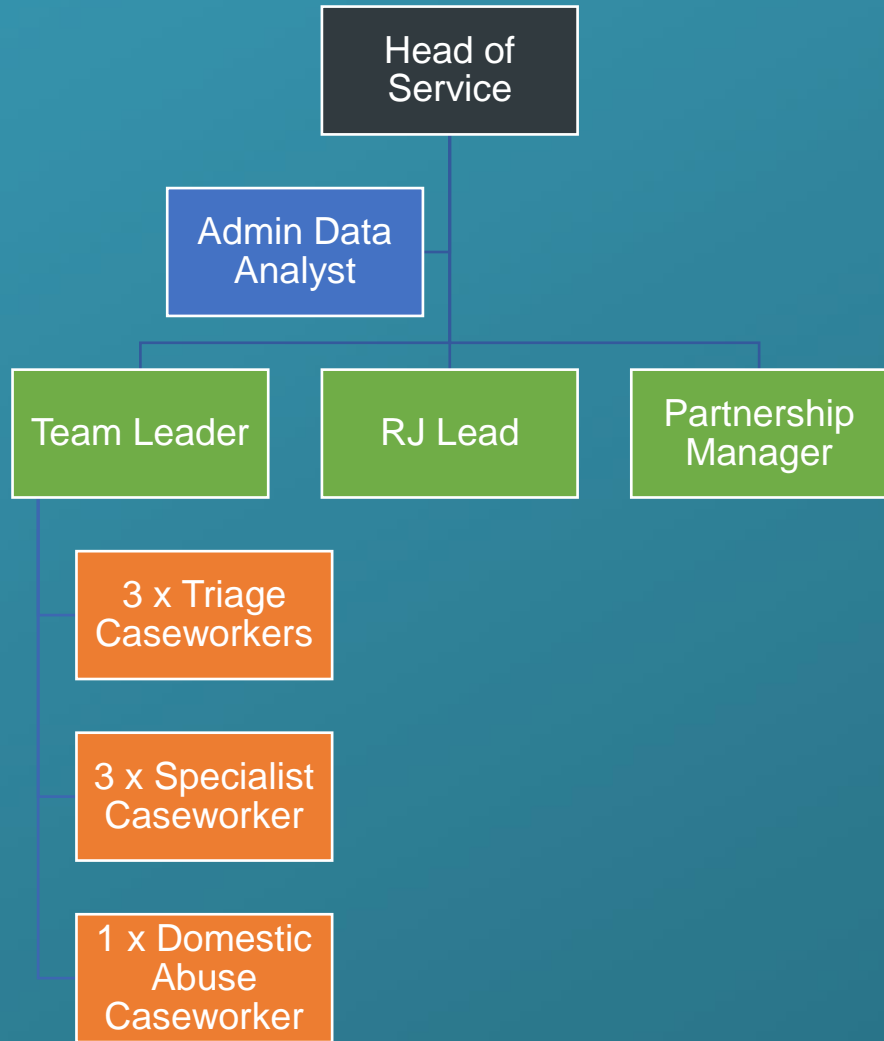 Head of
Service
Admin Data
Analyst
Team Leader
RJ Lead
Partnership
Manager
3 x Triage
Caseworkers
3 x Specialist
Caseworker
1 x Domestic
Abuse
Caseworker